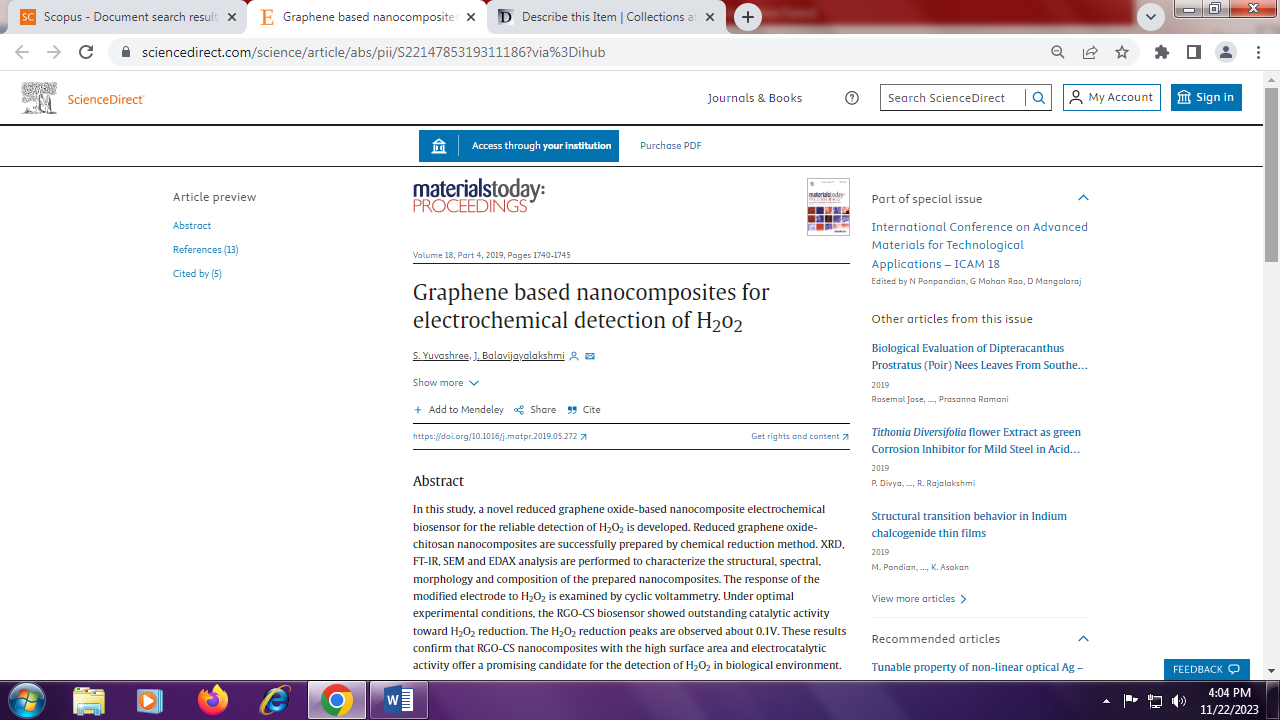 Scopus - Document search result
Graphene based nanocomposites
Describe this Item | Collections at
sciencedirect.com/science/article/abs/pii/S2214785319311186?via%3Dihub
ScienceDirect
Journals & Books
Search ScienceDirect
My Account
Sign in
Access through your institution
Purchase PDF
Article preview
Abstract
References (13)
Cited by (5)
materialstoday:
PROCEEDINGS
Volume 18, Part 4, 2019, Pages 1740-1745
Graphene based nanocomposites for
electrochemical detection of H2o2
S. Yuvashree, J. Balavijayalakshmi
Show more
Add to Mendeley Share Cite
https://doi.org/10.1016/j.matpr.2019.05.272
Get rights and content
Abstract
In this study, a novel reduced graphene oxide-based nanocomposite electrochemical
biosensor for the reliable detection of H2O2 is developed. Reduced graphene oxide-
chitosan nanocomposites are successfully prepared by chemical reduction method. XRD,
FT-IR, SEM and EDAX analysis are performed to characterize the structural, spectral,
morphology and composition of the prepared nanocomposites. The response of the
modified electrode to H2O2 is examined by cyclic voltammetry. Under optimal
experimental conditions, the RGO-CS biosensor showed outstanding catalytic activity
toward H2O2 reduction. The H2O2 reduction peaks are observed about 0.1V. These results
confirm that RGO-CS nanocomposites with the high surface area and electrocatalytic
activity offer a promising candidate for the detection of H2O2 in biological environment.
Part of special issue
International Conference on Advanced
Materials for Technological
Applications – ICAM 18
Edited by N Ponpandian, G Mohan Rao, D Mangalaraj
Other articles from this issue
Biological Evaluation of Dipteracanthus
Prostratus (Poir) Nees Leaves From Southe…
2019
Rosemol Jose, …, Prasanna Ramani
Tithonia Diversifolia flower Extract as green
Corrosion Inhibitor for Mild Steel in Acid…
2019
P. Divya, …, R. Rajalakshmi
Structural transition behavior in Indium
chalcogenide thin films
2019
M. Pandian, …, K. Asokan
View more articles
Recommended articles
Tunable property of non-linear optical Ag –
FEEDBACK
4:04 PM
11/22/2023